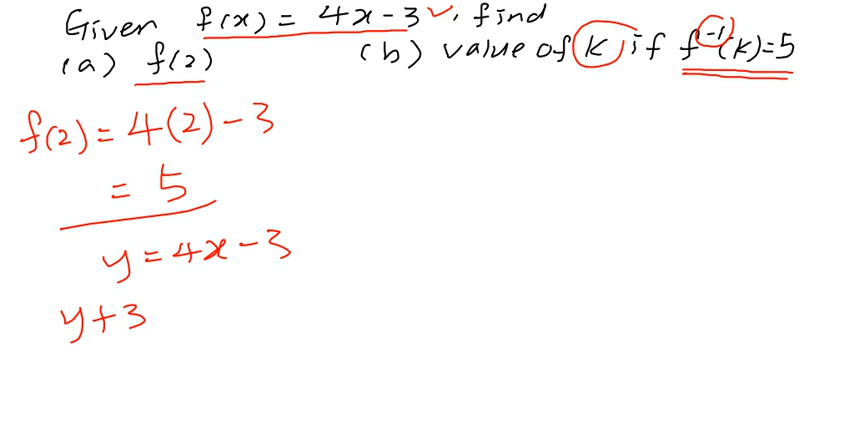 Given f(x) = 4x - 3 ✓, find
(a) f(2) (b) value of k if f⁻¹(k)=5
f(2) = 4(2) - 3
= 5
y = 4x - 3
y + 3